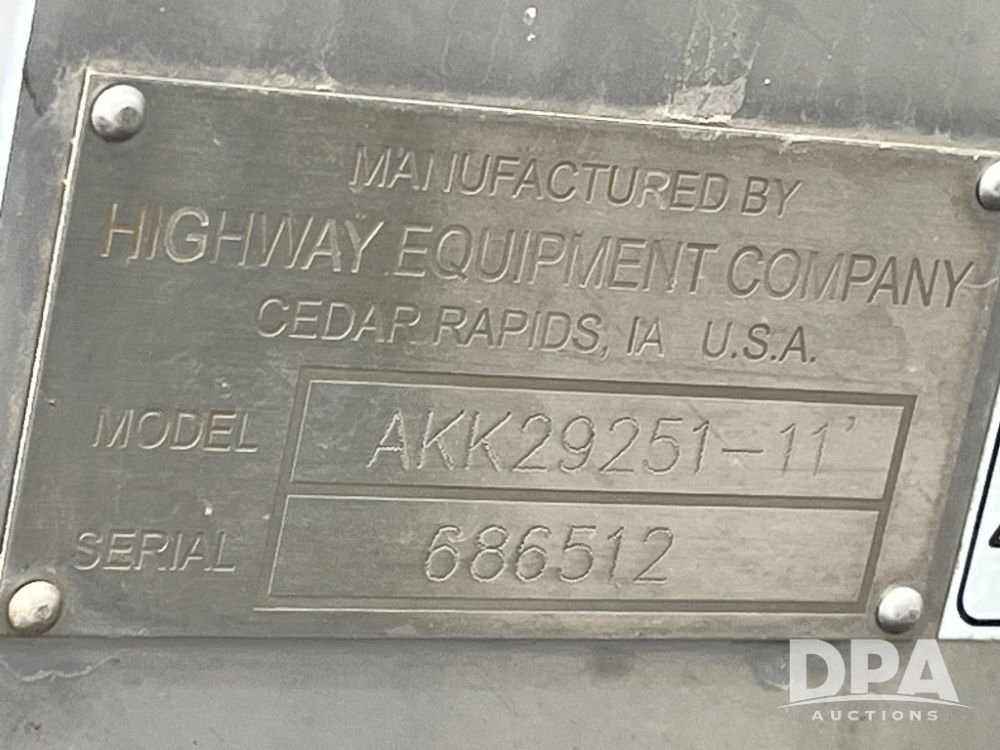 MANUFACTURED BY
HIGHWAY EQUIPMENT COMPANY
CEDAR RAPIDS, IA U.S.A.
MODEL AKK29251-11'
SERIAL 686512
DPA
AUCTIONS